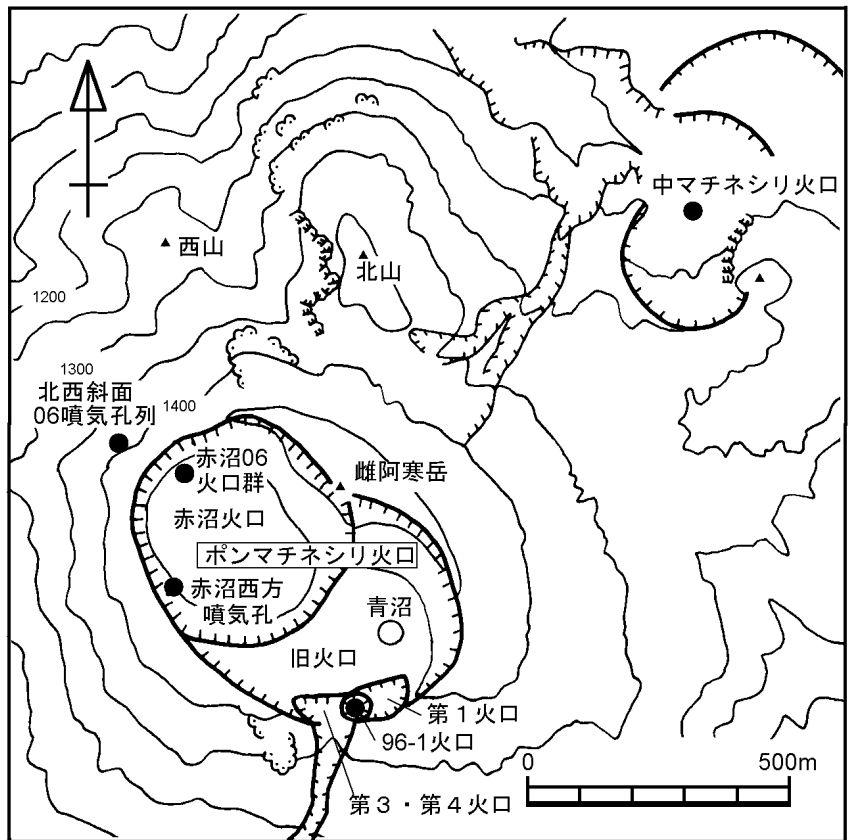 中マチネシリ火口
西山
北山
1200
1300
北西斜面
06噴気孔列
1400
赤沼06
火口群
雌阿寒岳
赤沼火口
ポンマチネシリ火口
赤沼西方
噴気孔
青沼
旧火口
第1火口
96-1火口
第3・第4火口
0
500m